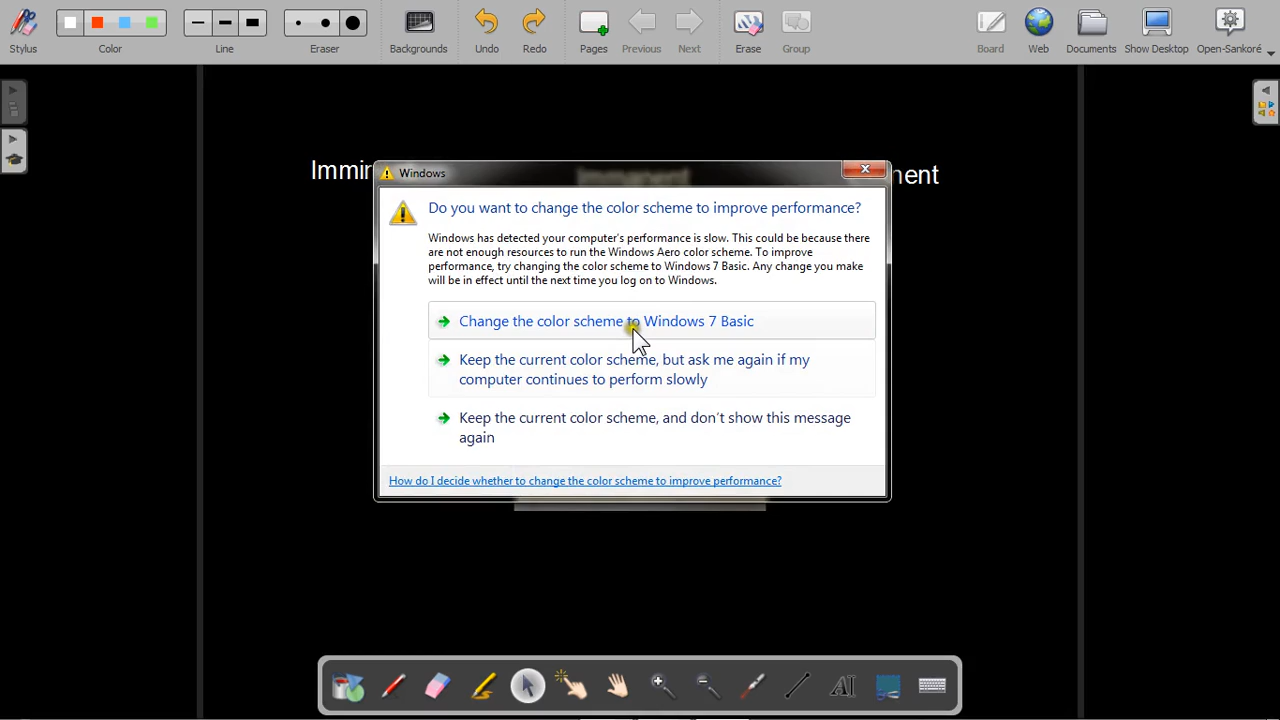 Stylus Color Line Eraser Backgrounds Undo Redo Pages Previous Next Erase Group Board Web Documents Show Desktop Open-Sankoré
Windows
Do you want to change the color scheme to improve performance?
Windows has detected your computer's performance is slow. This could be because there
are not enough resources to run the Windows Aero color scheme. To improve
performance, try changing the color scheme to Windows 7 Basic. Any change you make
will be in effect until the next time you log on to Windows.
Change the color scheme to Windows 7 Basic
Keep the current color scheme, but ask me again if my
computer continues to perform slowly
Keep the current color scheme, and don't show this message
again
How do I decide whether to change the color scheme to improve performance?
AI